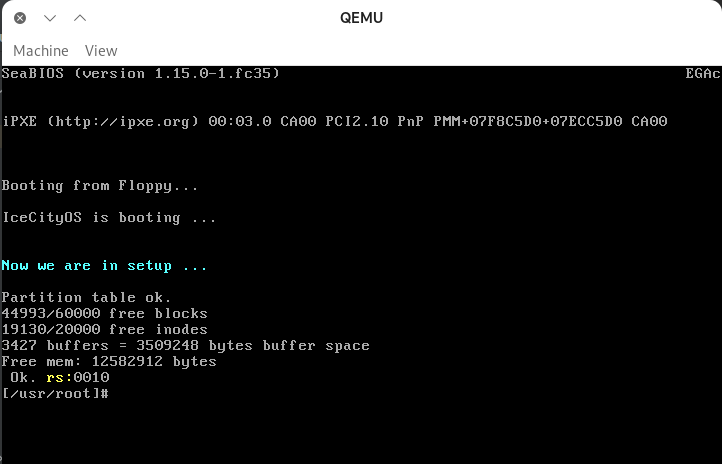 QEMU
Machine View
SeaBIOS (version 1.15.0-1.fc35) EGAc
iPXE (http://ipxe.org) 00:03.0 CA00 PCI2.10 PnP PMM+07F8C5D0+07ECC5D0 CA00
Booting from Floppy...
IceCityOS is booting ...
Now we are in setup ...
Partition table ok.
44993/60000 free blocks
19130/20000 free inodes
3427 buffers = 3509248 bytes buffer space
Free mem: 12582912 bytes
Ok. rs:0010
[/usr/root]#